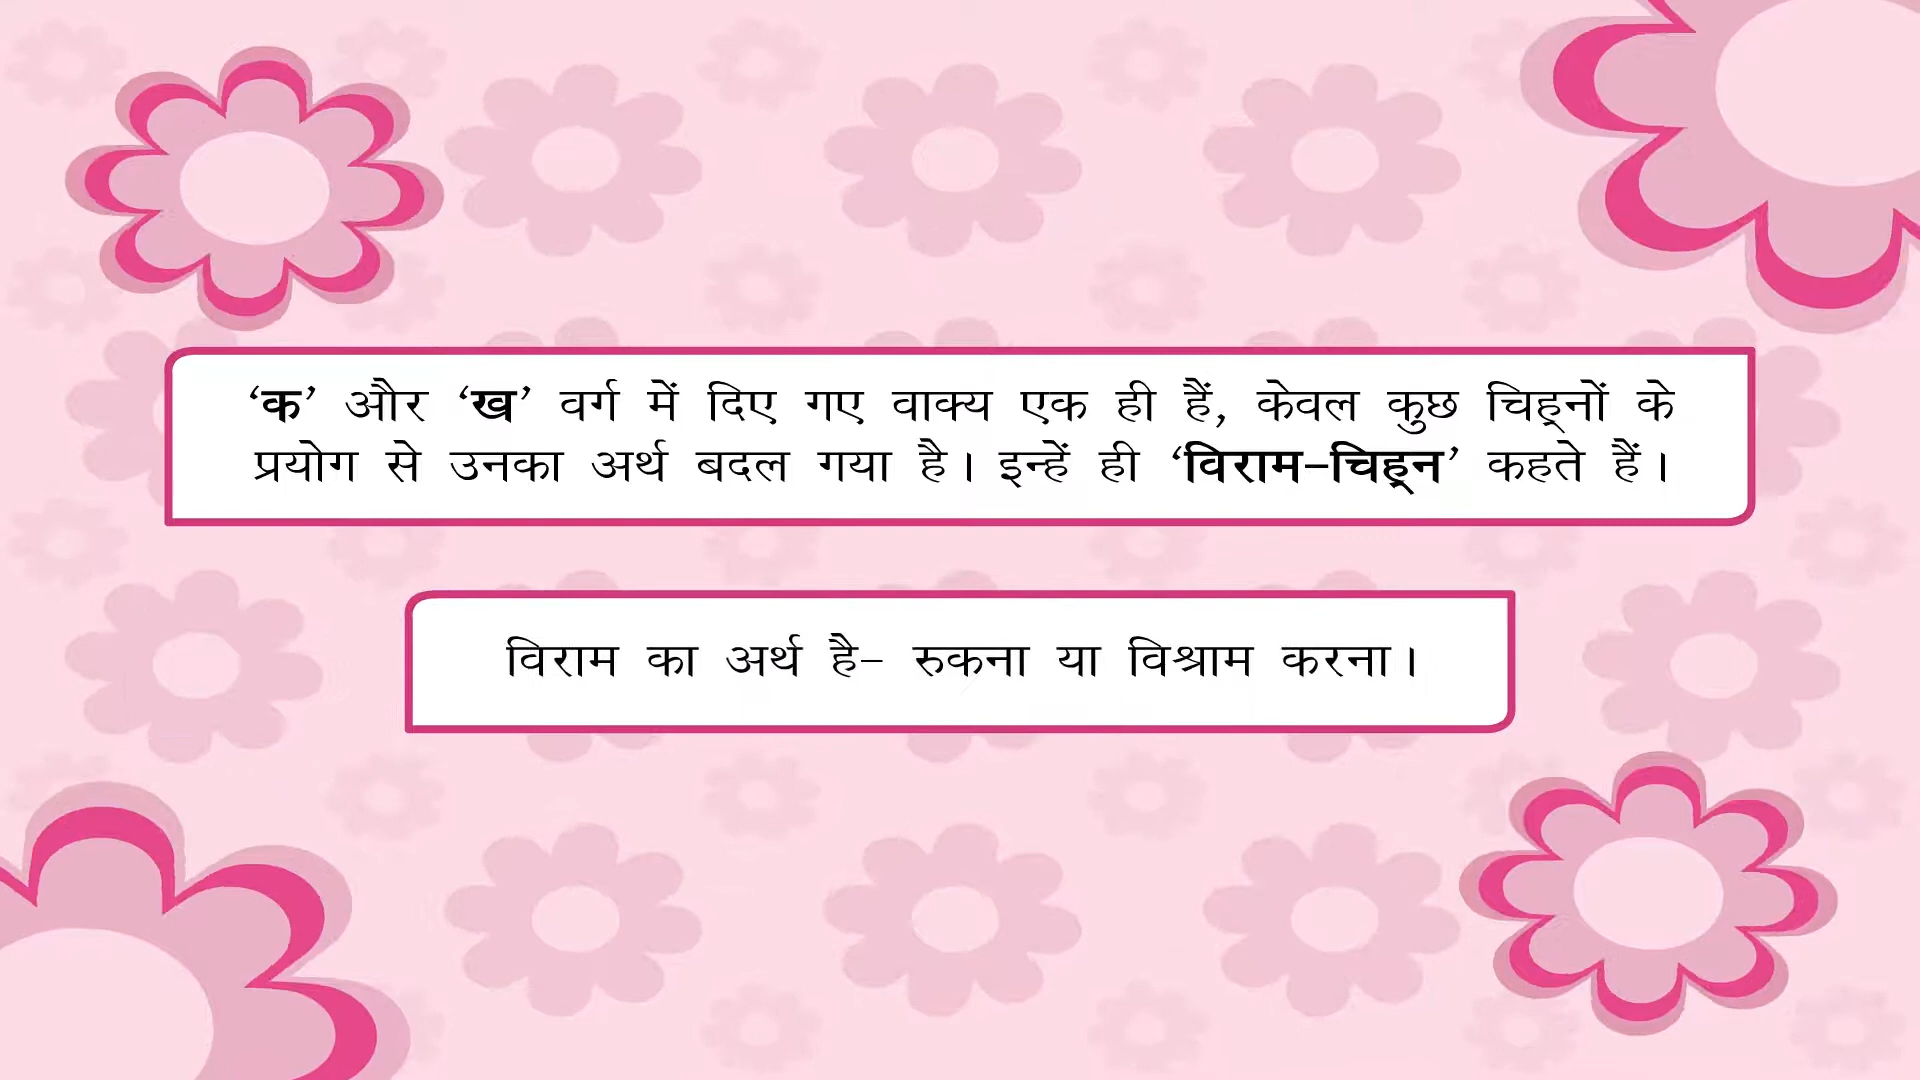 ‘क’ और ‘ख’ वर्ग में दिए गए वाक्य एक ही हैं, केवल कुछ चिह्नों के
प्रयोग से उनका अर्थ बदल गया है। इन्हें ही ‘विराम–चिह्न’ कहते हैं।
विराम का अर्थ है– रुकना या विश्राम करना।